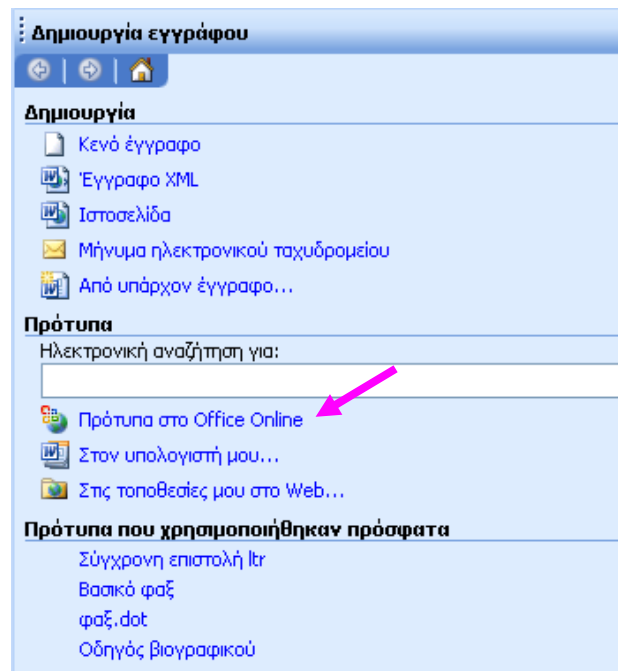 Δημιουργία εγγράφου
Δημιουργία
Κενό έγγραφο
Έγγραφο XML
Ιστοσελίδα
Μήνυμα ηλεκτρονικού ταχυδρομείου
Από υπάρχον έγγραφο...
Πρότυπα
Ηλεκτρονική αναζήτηση για:
Πρότυπα στο Office Online
Στον υπολογιστή μου...
Στις τοποθεσίες μου στο Web...
Πρότυπα που χρησιμοποιήθηκαν πρόσφατα
Σύγχρονη επιστολή ltr
Βασικό φαξ
φαξ.dot
Οδηγός βιογραφικού